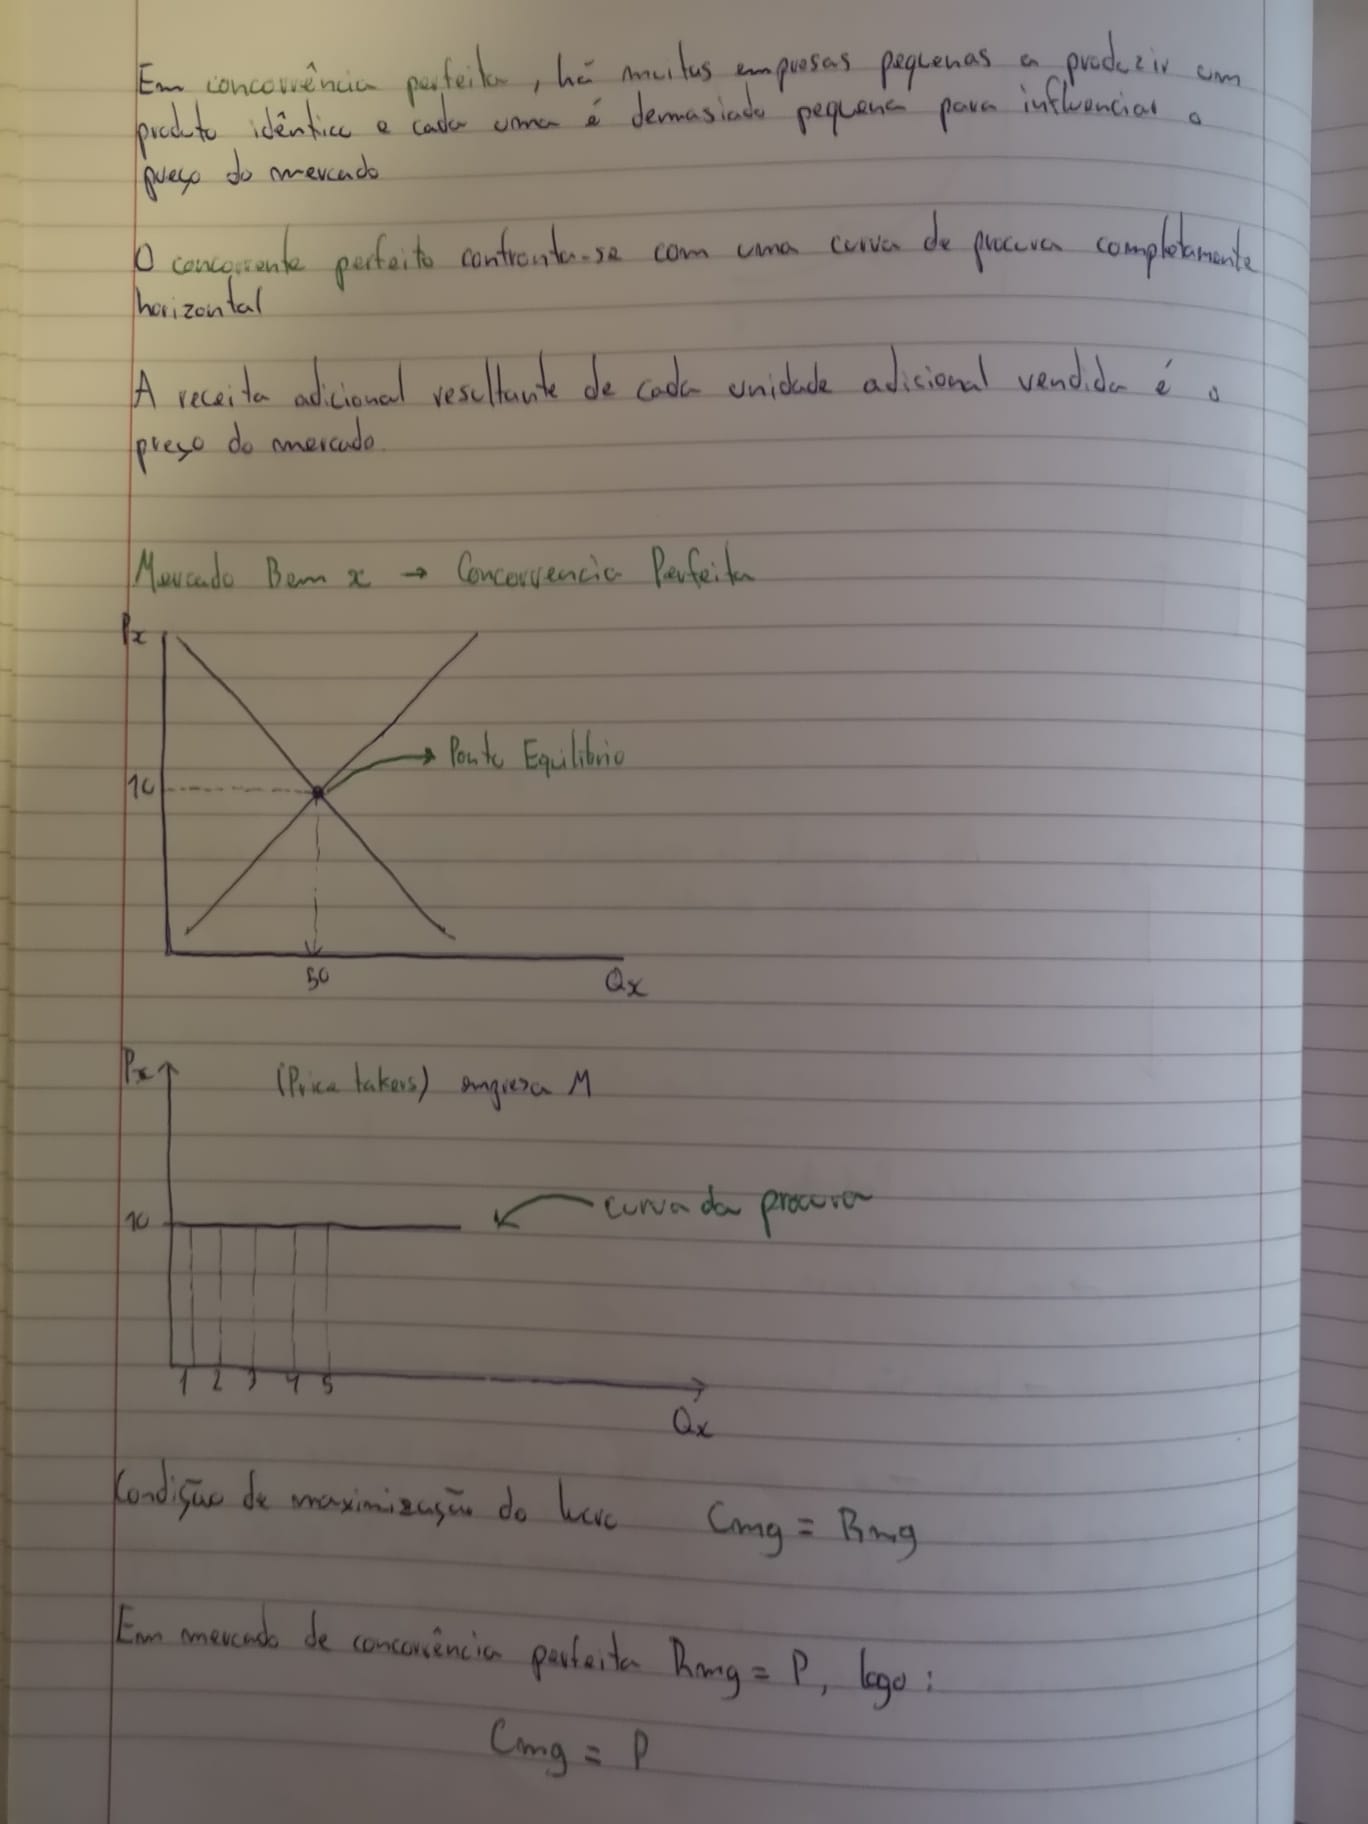 Em concorrência perfeita, há muitas empresas pequenas a produzir um
produto idêntico e cada uma é demasiado pequena para influenciar o
preço do mercado
O concorrente perfeito confronta-se com uma curva de procura completamente
horizontal
A receita adicional resultante de cada unidade adicional vendida é o
preço do mercado.
Mercado Bem x → Concorrencia Perfeita
Px
Ponto Equilibrio
10
50
Qx
Px
(Price takers) empresa M
curva da procura
10
1 2 3 4 5
Qx
Condição de maximização do lucro Cmg = Rmg
Em mercado de concorrência perfeita Rmg = P, logo:
Cmg = P